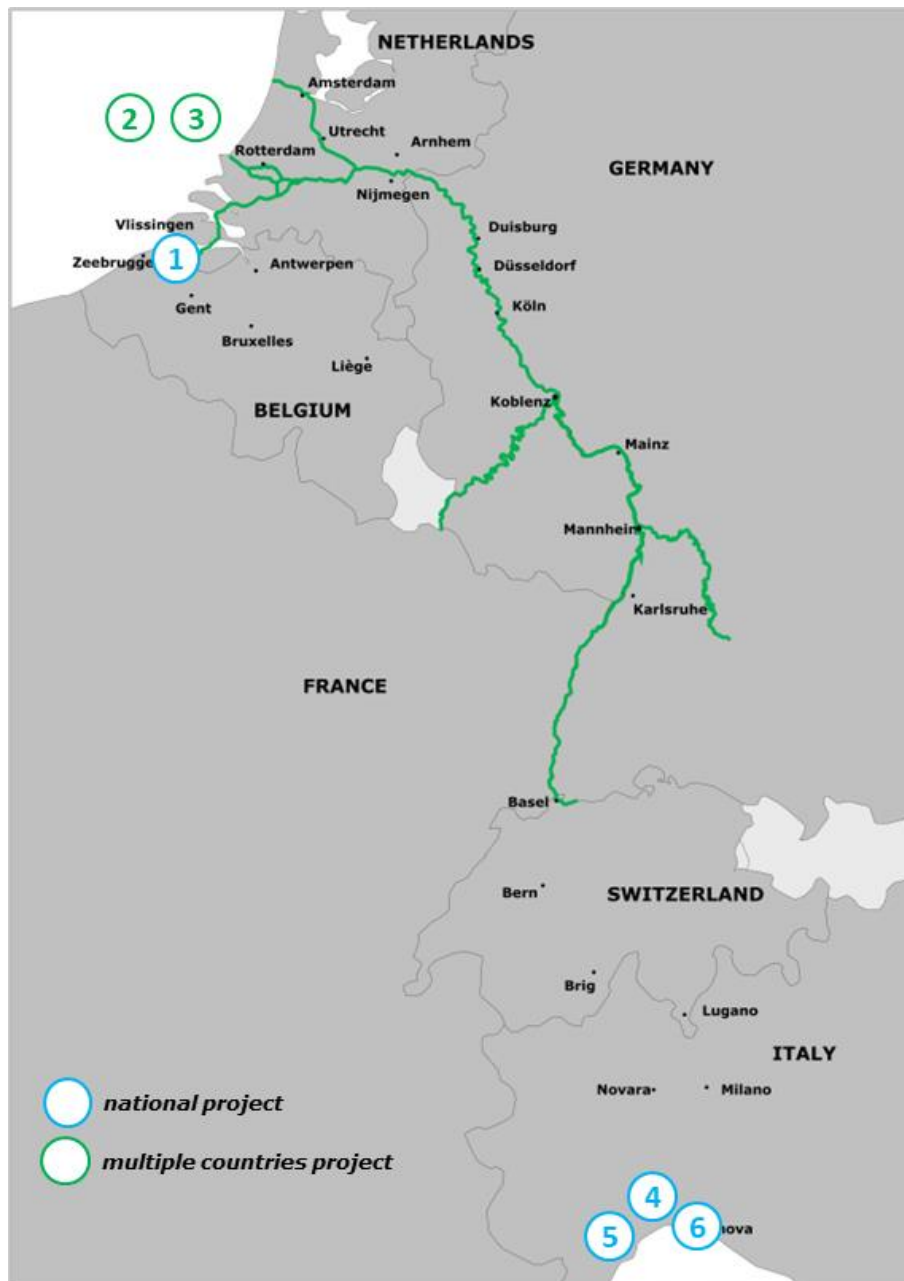 NETHERLANDS
Amsterdam
2
3
Utrecht
Arnhem
Rotterdam
GERMANY
Nijmegen
Vlissingen
Duisburg
Zeebrugge
1
Antwerpen
Düsseldorf
Gent
Köln
Bruxelles
Liège
Koblenz
BELGIUM
Mainz
Mannheim
Karlsruhe
FRANCE
Basel
Bern
SWITZERLAND
Brig
Lugano
ITALY
Novara
Milano
national project
multiple countries project
4
5
6
nova